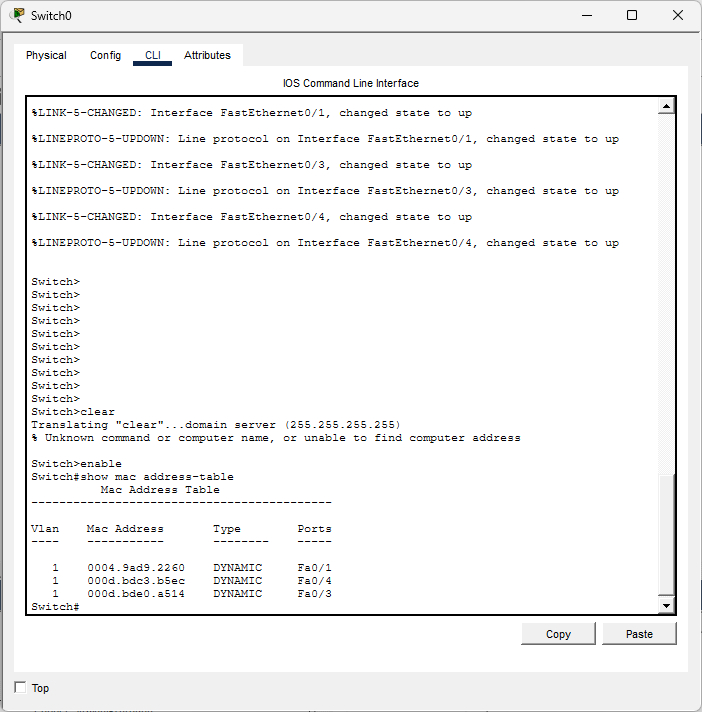 Switch0
Physical Config CLI Attributes
IOS Command Line Interface
%LINK-5-CHANGED: Interface FastEthernet0/1, changed state to up
%LINEPROTO-5-UPDOWN: Line protocol on Interface FastEthernet0/1, changed state to up
%LINK-5-CHANGED: Interface FastEthernet0/3, changed state to up
%LINEPROTO-5-UPDOWN: Line protocol on Interface FastEthernet0/3, changed state to up
%LINK-5-CHANGED: Interface FastEthernet0/4, changed state to up
%LINEPROTO-5-UPDOWN: Line protocol on Interface FastEthernet0/4, changed state to up
Switch>
Switch>
Switch>
Switch>
Switch>
Switch>
Switch>
Switch>
Switch>
Switch>
Switch>clear
Translating "clear"...domain server (255.255.255.255)
% Unknown command or computer name, or unable to find computer address
Switch>enable
Switch#show mac address-table
Mac Address Table
-------------------------------------------
Vlan Mac Address Type Ports
---- ----------- -------- -----
1 0004.9ad9.2260 DYNAMIC Fa0/1
1 000d.bdc3.b5ec DYNAMIC Fa0/4
1 000d.bde0.a514 DYNAMIC Fa0/3
Switch#
Copy Paste
Top